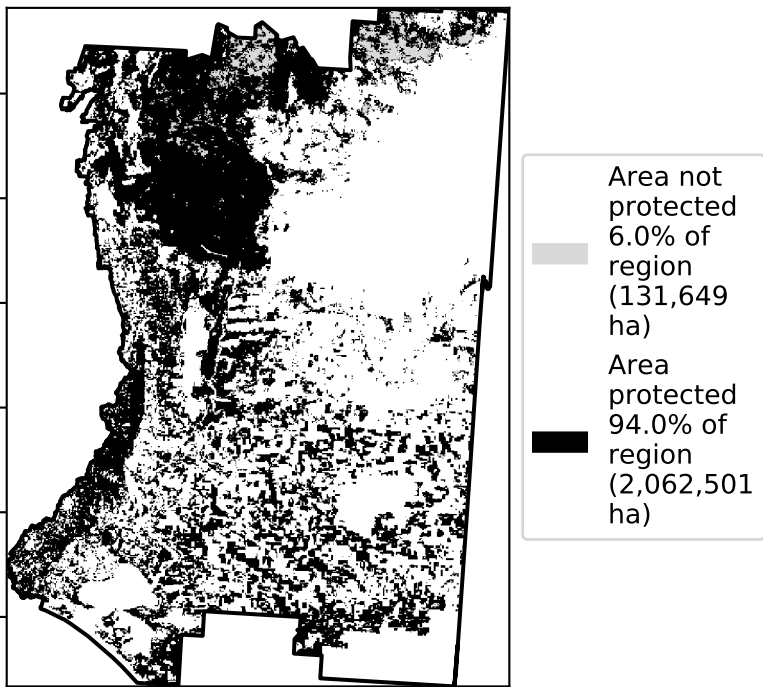 Area not
protected
6.0% of
region
(131,649
ha)
Area
protected
94.0% of
region
(2,062,501
ha)